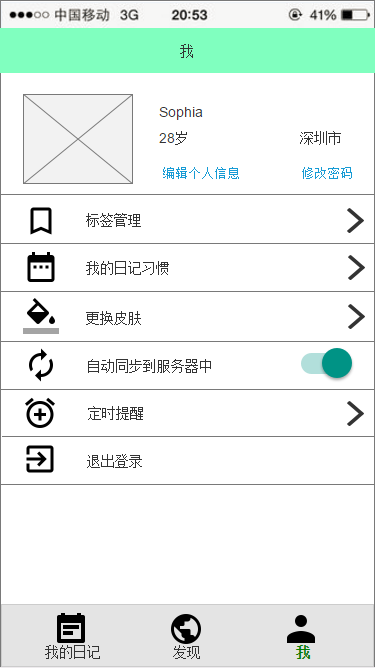 中国移动 3G 20:53 41%
我
Sophia
28岁 深圳市
编辑个人信息 修改密码
标签管理
我的日记习惯
更换皮肤
自动同步到服务器中
定时提醒
退出登录
我的日记 发现 我